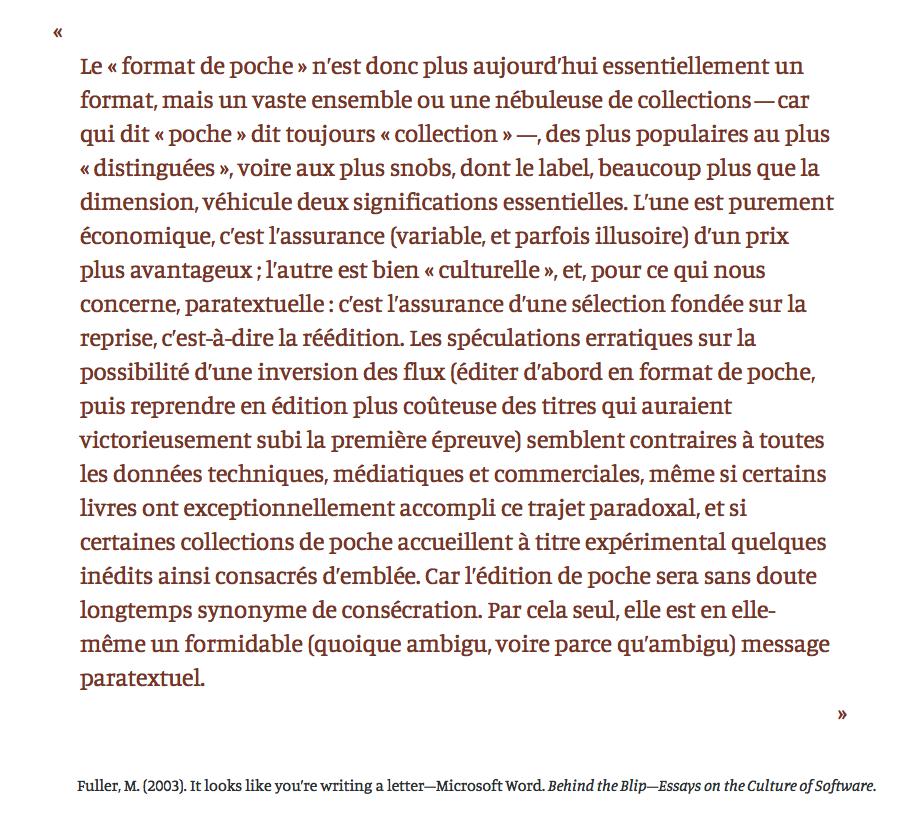 «
Le « format de poche » n’est donc plus aujourd’hui essentiellement un
format, mais un vaste ensemble ou une nébuleuse de collections — car
qui dit « poche » dit toujours « collection » —, des plus populaires au plus
« distinguées », voire aux plus snobs, dont le label, beaucoup plus que la
dimension, véhicule deux significations essentielles. L’une est purement
économique, c’est l’assurance (variable, et parfois illusoire) d’un prix
plus avantageux ; l’autre est bien « culturelle », et, pour ce qui nous
concerne, paratextuelle : c’est l’assurance d’une sélection fondée sur la
reprise, c’est-à-dire la réédition. Les spéculations erratiques sur la
possibilité d’une inversion des flux (éditer d’abord en format de poche,
puis reprendre en édition plus coûteuse des titres qui auraient
victorieusement subi la première épreuve) semblent contraires à toutes
les données techniques, médiatiques et commerciales, même si certains
livres ont exceptionnellement accompli ce trajet paradoxal, et si
certaines collections de poche accueillent à titre expérimental quelques
inédits ainsi consacrés d’emblée. Car l’édition de poche sera sans doute
longtemps synonyme de consécration. Par cela seul, elle est en elle-
même un formidable (quoique ambigu, voire parce qu’ambigu) message
paratextuel.
»
Fuller, M. (2003). It looks like you’re writing a letter—Microsoft Word. Behind the Blip—Essays on the Culture of Software.